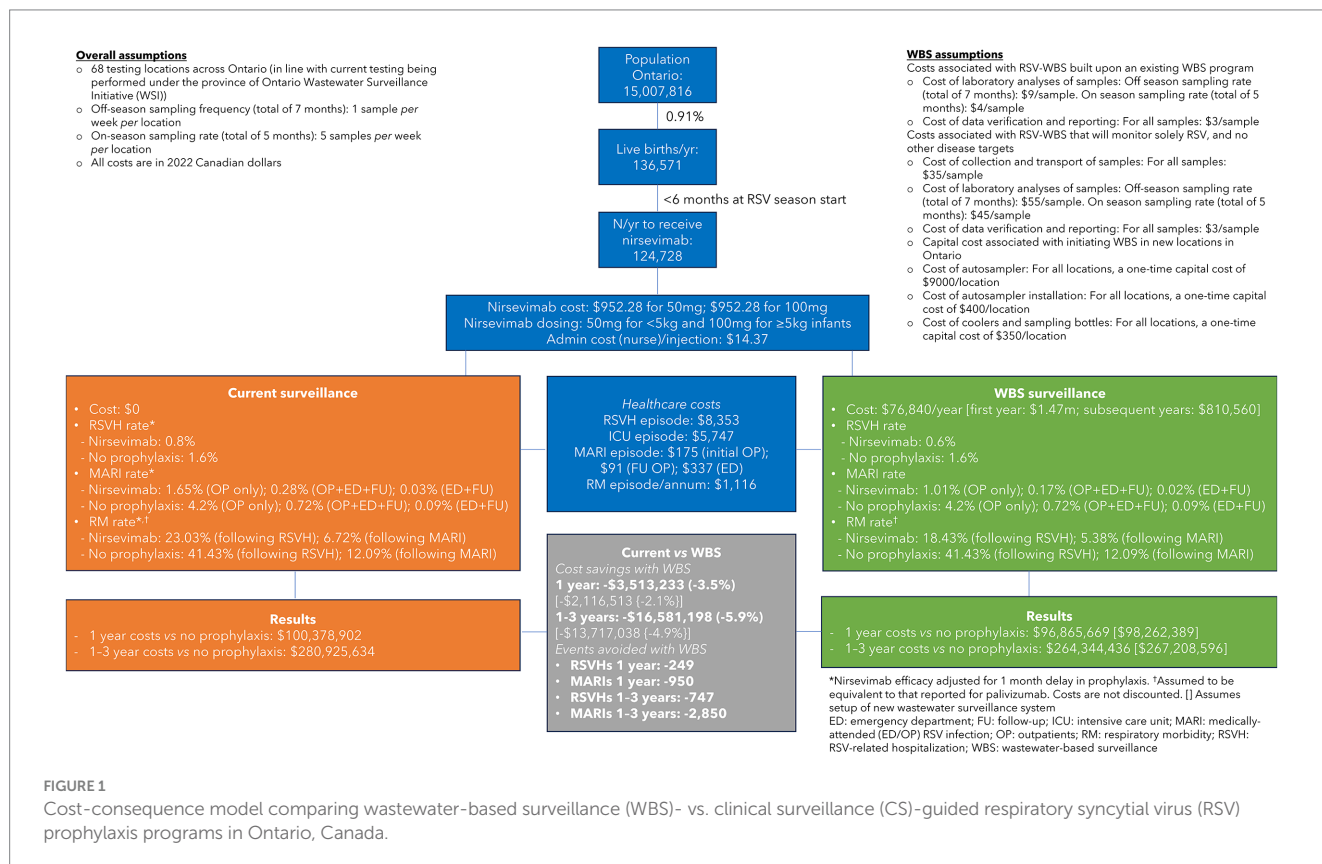 Overall assumptions
o 68 testing locations across Ontario (in line with current testing being
performed under the province of Ontario Wastewater Surveillance
Initiative (WSI))
o Off-season sampling frequency (total of 7 months): 1 sample per
week per location
o On-season sampling rate (total of 5 months): 5 samples per week
per location
o All costs are in 2022 Canadian dollars
Population
Ontario:
15,007,816
0.91%
Live births/yr:
136,571
<6 months at RSV season start
N/yr to receive
nirsevimab:
124,728
WBS assumptions
Costs associated with RSV-WBS built upon an existing WBS program
o Cost of laboratory analyses of samples: Off season sampling rate
(total of 7 months): $9/sample. On season sampling rate (total of 5
months): $4/sample
o Cost of data verification and reporting: For all samples: $3/sample
Costs associated with RSV-WBS that will monitor solely RSV, and no
other disease targets
o Cost of collection and transport of samples: For all samples:
$35/sample
o Cost of laboratory analyses of samples: Off-season sampling rate
(total of 7 months): $55/sample. On season sampling rate (total of 5
months): $45/sample
o Cost of data verification and reporting: For all samples: $3/sample
o Capital cost associated with initiating WBS in new locations in
Ontario
o Cost of autosampler: For all locations, a one-time capital cost of
$9000/location
o Cost of autosampler installation: For all locations, a one-time capital
cost of $400/location
o Cost of coolers and sampling bottles: For all locations, a one-time
capital cost of $350/location
Nirsevimab cost: $952.28 for 50mg; $952.28 for 100mg
Nirsevimab dosing: 50mg for <5kg and 100mg for ≥5kg infants
Admin cost (nurse)/injection: $14.37
Current surveillance
• Cost: $0
• RSVH rate*
- Nirsevimab: 0.8%
- No prophylaxis: 1.6%
• MARI rate*
- Nirsevimab: 1.65% (OP only); 0.28% (OP+ED+FU); 0.03% (ED+FU)
- No prophylaxis: 4.2% (OP only); 0.72% (OP+ED+FU); 0.09% (ED+FU)
• RM rate*,†
- Nirsevimab: 23.03% (following RSVH); 6.72% (following MARI)
- No prophylaxis: 41.43% (following RSVH); 12.09% (following MARI)
Healthcare costs
RSVH episode: $8,353
ICU episode: $5,747
MARI episode: $175 (initial OP);
$91 (FU OP); $337 (ED)
RM episode/annum: $1,116
WBS surveillance
• Cost: $76,840/year [first year: $1.47m; subsequent years: $810,560]
• RSVH rate
- Nirsevimab: 0.6%
- No prophylaxis: 1.6%
• MARI rate
- Nirsevimab: 1.01% (OP only); 0.17% (OP+ED+FU); 0.02% (ED+FU)
- No prophylaxis: 4.2% (OP only); 0.72% (OP+ED+FU); 0.09% (ED+FU)
• RM rate†
- Nirsevimab: 18.43% (following RSVH); 5.38% (following MARI)
- No prophylaxis: 41.43% (following RSVH); 12.09% (following MARI)
Current vs WBS
Cost savings with WBS
1 year: -$3,513,233 (-3.5%)
[-$2,116,513 {-2.1%}]
1-3 years: -$16,581,198 (-5.9%)
[-$13,717,038 {-4.9%}]
Events avoided with WBS
• RSVHs 1 year: -249
• MARIs 1 year: -950
• RSVHs 1–3 years: -747
• MARIs 1–3 years: -2,850
Results
- 1 year costs vs no prophylaxis: $100,378,902
- 1–3 year costs vs no prophylaxis: $280,925,634
Results
- 1 year costs vs no prophylaxis: $96,865,669 [$98,262,389]
- 1–3 year costs vs no prophylaxis: $264,344,436 [$267,208,596]
*Nirsevimab efficacy adjusted for 1 month delay in prophylaxis. †Assumed to be
equivalent to that reported for palivizumab. Costs are not discounted. [] Assumes
setup of new wastewater surveillance system
ED: emergency department; FU: follow-up; ICU: intensive care unit; MARI: medically-
attended (ED/OP) RSV infection; OP: outpatients; RM: respiratory morbidity; RSVH:
RSV-related hospitalization; WBS: wastewater-based surveillance
FIGURE 1
Cost-consequence model comparing wastewater-based surveillance (WBS)- vs. clinical surveillance (CS)-guided respiratory syncytial virus (RSV)
prophylaxis programs in Ontario, Canada.